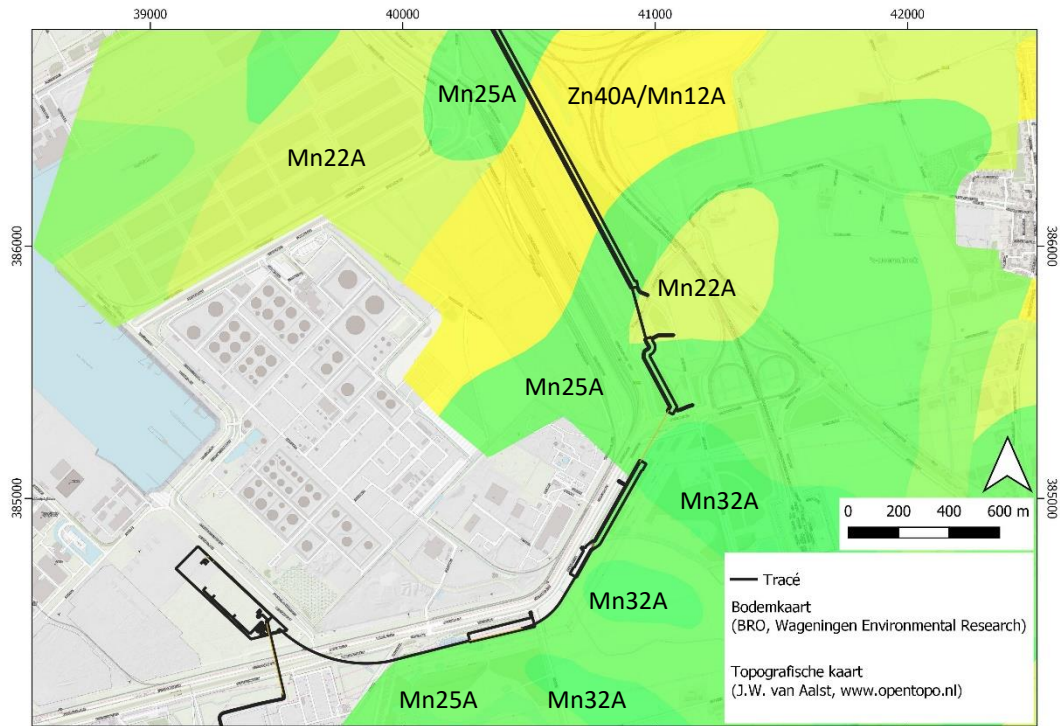 39000 40000 41000 42000
Mn25A
Zn40A/Mn12A
Mn22A
386000
386000
Mn22A
Mn25A
385000
385000
Mn32A
0 200 400 600 m
Tracé
Bodemkaart
(BRO, Wageningen Environmental Research)
Topografische kaart
(J.W. van Aalst, www.opentopo.nl)
Mn32A
Mn25A
Mn32A